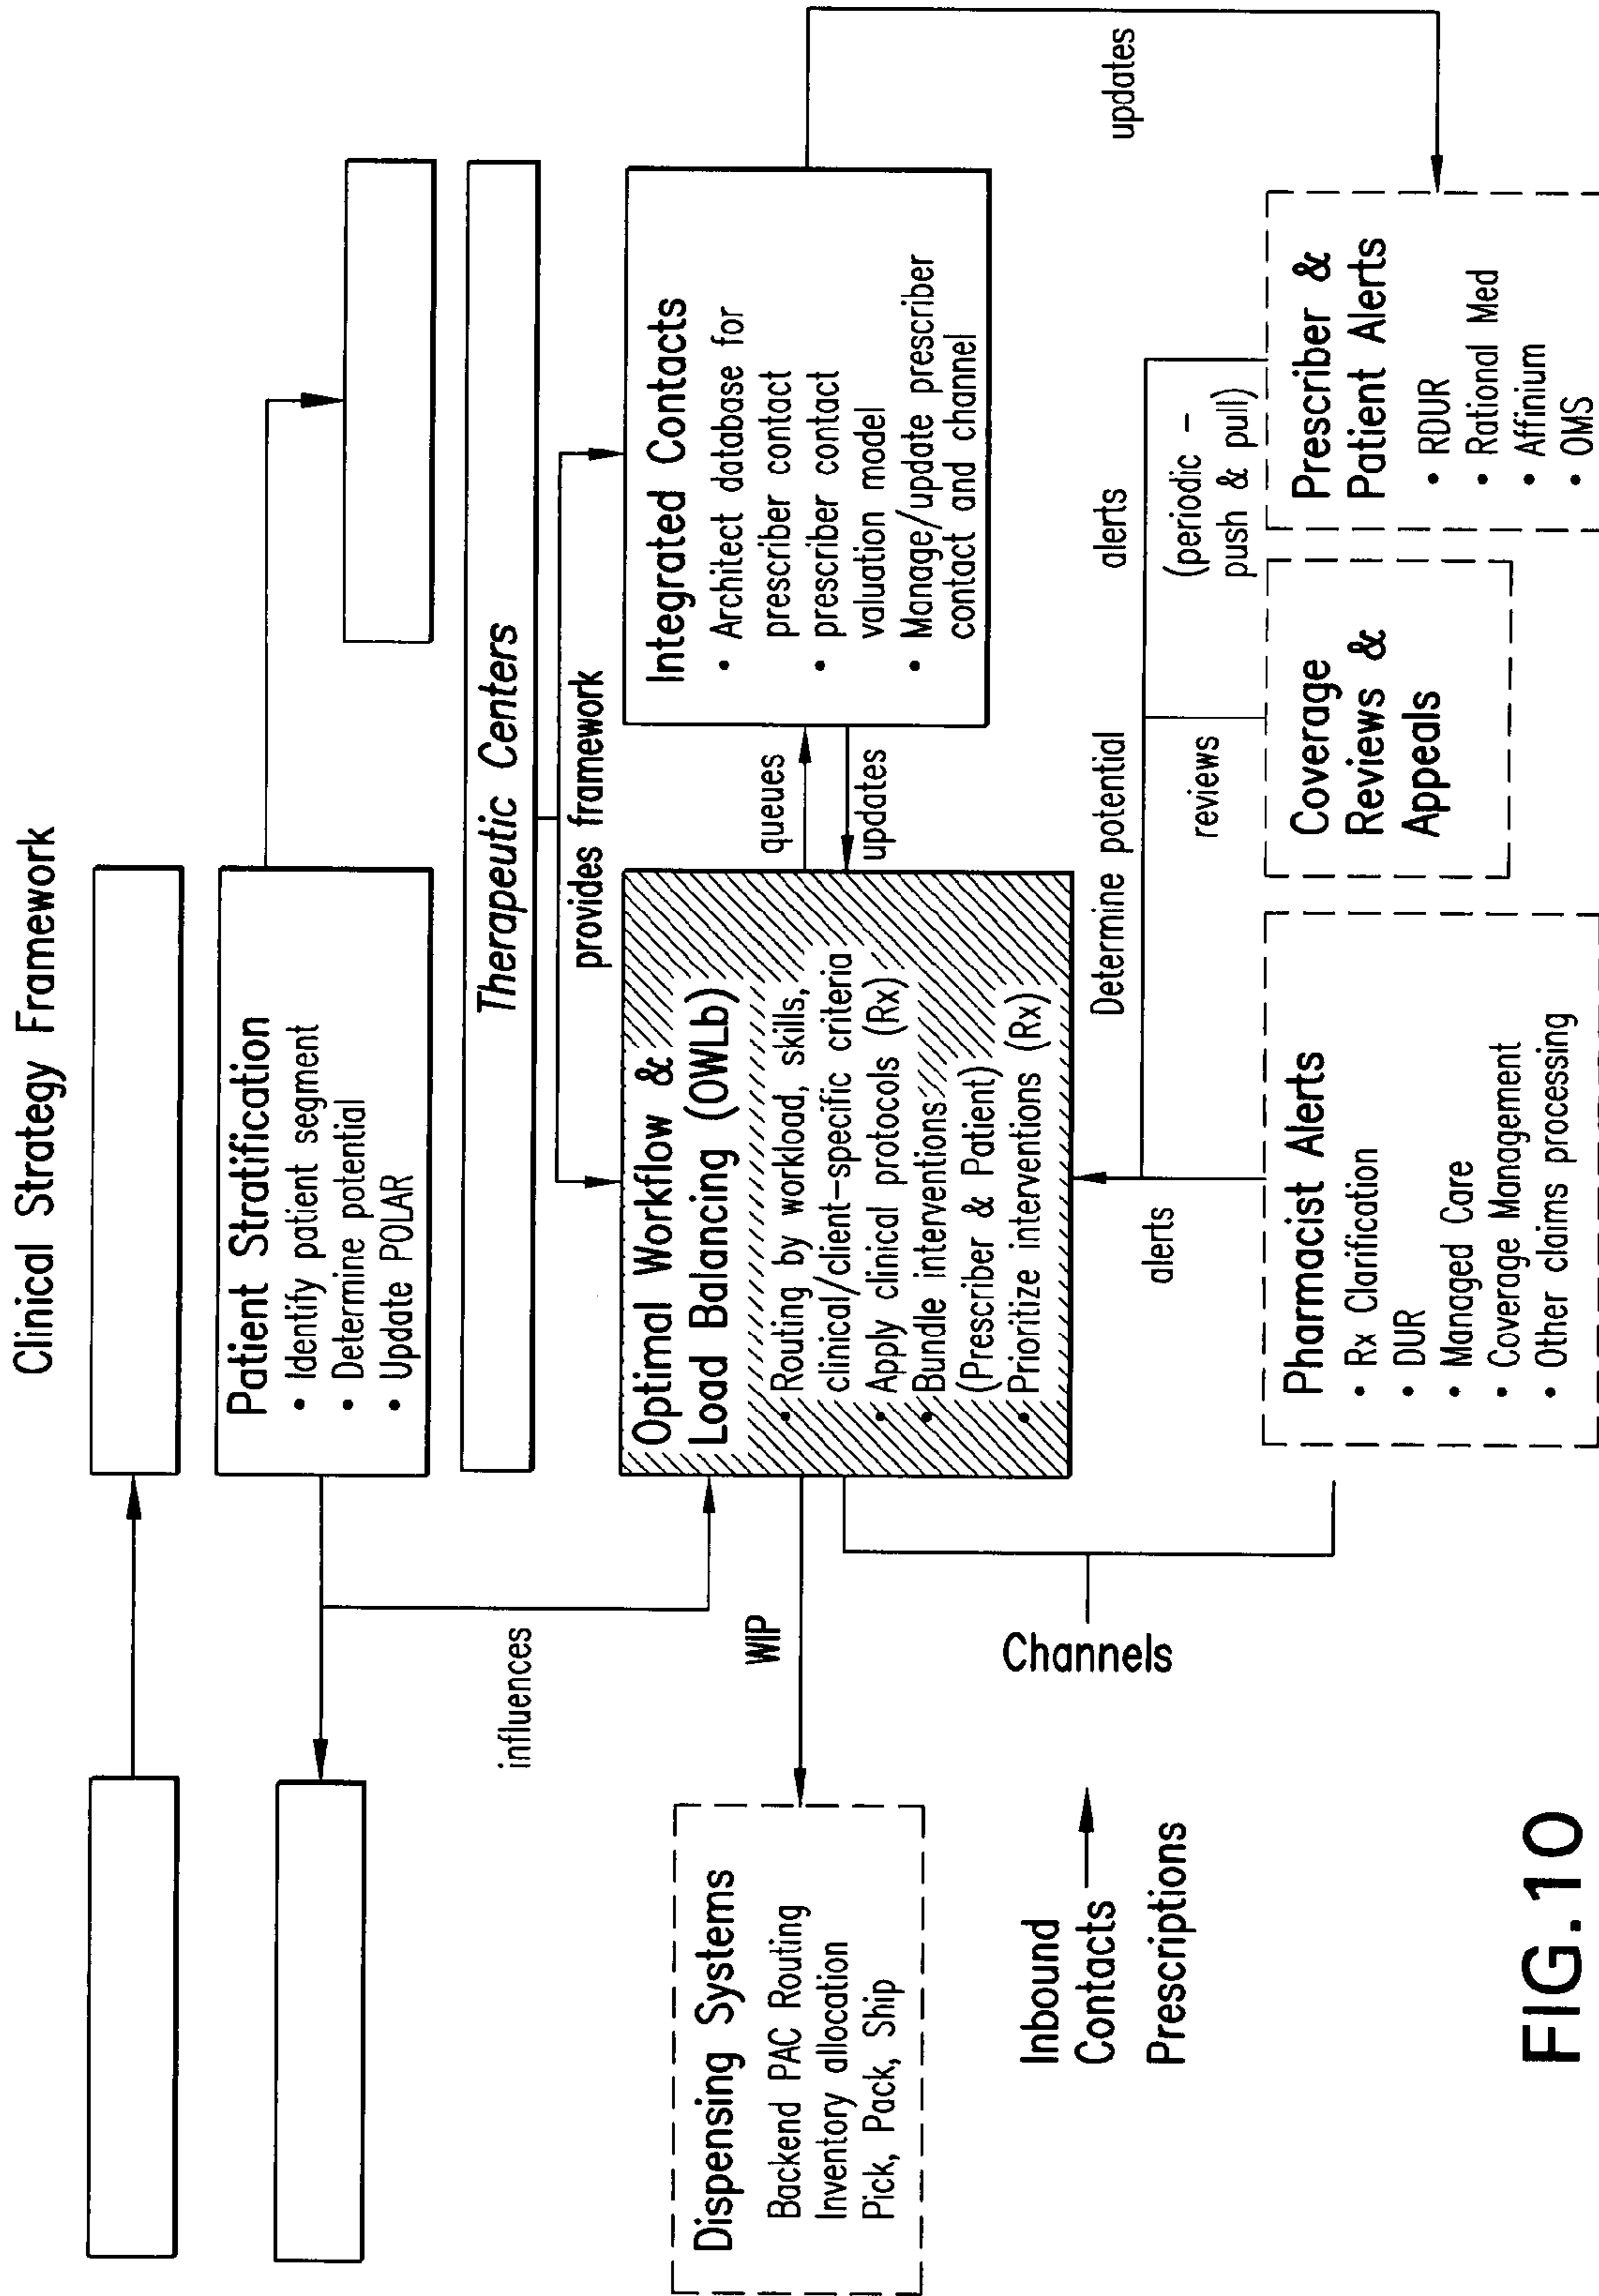 Clinical Strategy Framework
Patient Stratification
• Identify patient segment
• Determine potential
• Update POLAR
Therapeutic Centers
influences
provides framework
Dispensing Systems
Backend PAC Routing
Inventory allocation
Pick, Pack, Ship
WIP
Optimal Workflow &
Load Balancing (OWLb)
• Routing by workload, skills,
clinical/client-specific criteria
• Apply clinical protocols (Rx)
• Bundle interventions
(Prescriber & Patient)
• Prioritize interventions (Rx)
queues
updates
Integrated Contacts
• Architect database for
prescriber contact
• prescriber contact
valuation model
• Manage/update prescriber
contact and channel
Inbound
Contacts
Prescriptions
Channels
alerts
Determine potential
reviews
alerts
(periodic -
push & pull)
updates
Pharmacist Alerts
• Rx Clarification
• DUR
• Managed Care
• Coverage Management
• Other claims processing
Coverage
Reviews &
Appeals
Prescriber &
Patient Alerts
• RDUR
• Rational Med
• Affinium
• OMS
FIG.10